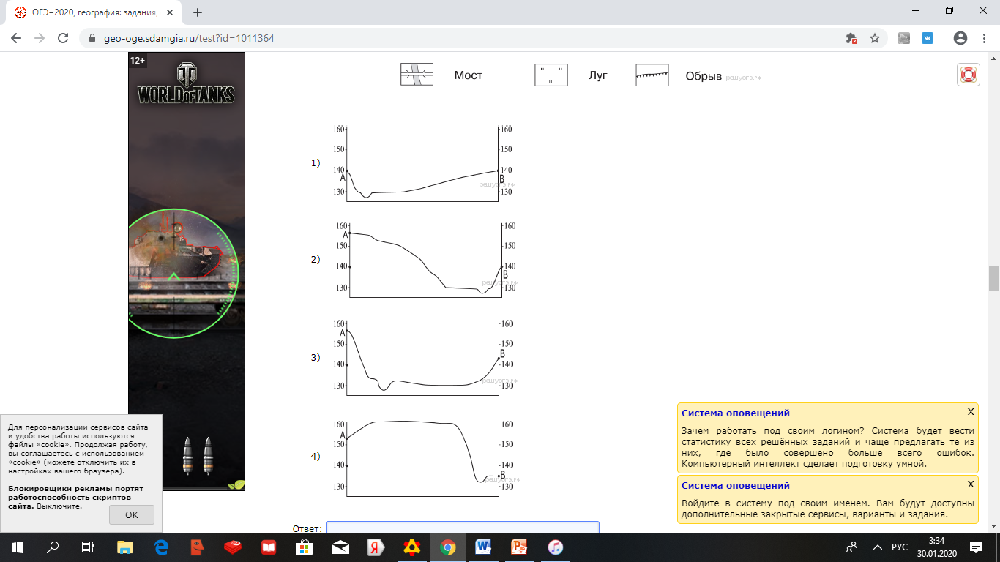 ОГЭ–2020, география: задания,
geo-oge.sdamgia.ru/test?id=1011364
12+
WORLD OF TANKS
Мост
Луг
Обрыв решуогэ.рф
1)
160 160
150 150
140 140
A B
решуогэ.рф
130 130
2)
160 160
A
150 150
140 140
B
решуогэ.рф
130 130
3)
160 160
A
150 150
B
140 140
решуогэ.рф
130 130
4)
160 160
A
150 150
140 140
B
решуогэ.рф
130 130
Ответ:
Для персонализации сервисов сайта
и удобства работы используются
файлы «cookie». Продолжая работу,
вы соглашаетесь с использованием
«cookie» (можете отключить их в
настройках вашего браузера).
Блокировщики рекламы портят
работоспособность скриптов
сайта. Выключите.
OK
Система оповещений X
Зачем работать под своим логином? Система будет вести
статистику всех решённых заданий и чаще предлагать те из
них, где было совершено больше всего ошибок.
Компьютерный интеллект сделает подготовку умной.
Система оповещений X
Войдите в систему под своим именем. Вам будут доступны
дополнительные закрытые сервисы, варианты и задания.
РУС
3:34
30.01.2020